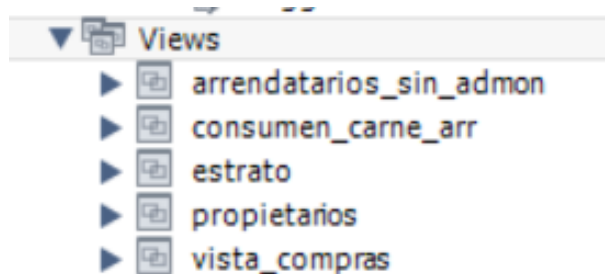 Views
arrendatarios_sin_admon
consumen_carne_arr
estrato
propietarios
vista_compras